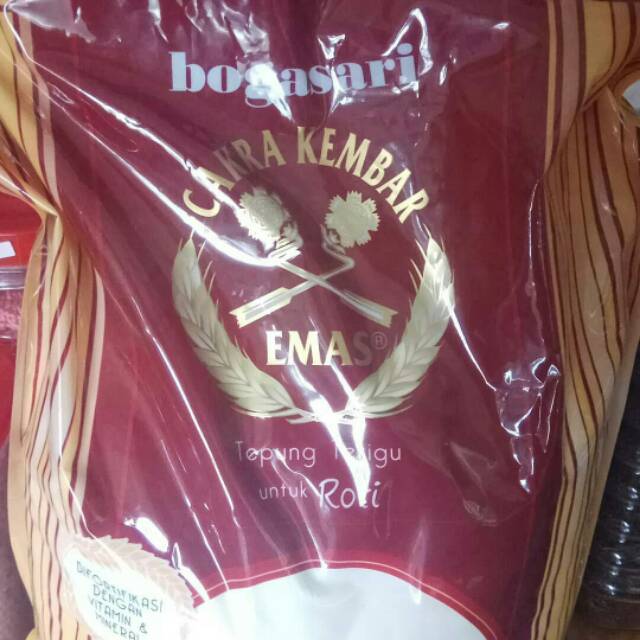 bogasari
CAKRA KEMBAR
EMAS®
Tepung Terigu
untuk Roti
DIFORTIFIKASI
DENGAN
VITAMIN &
MINERAL